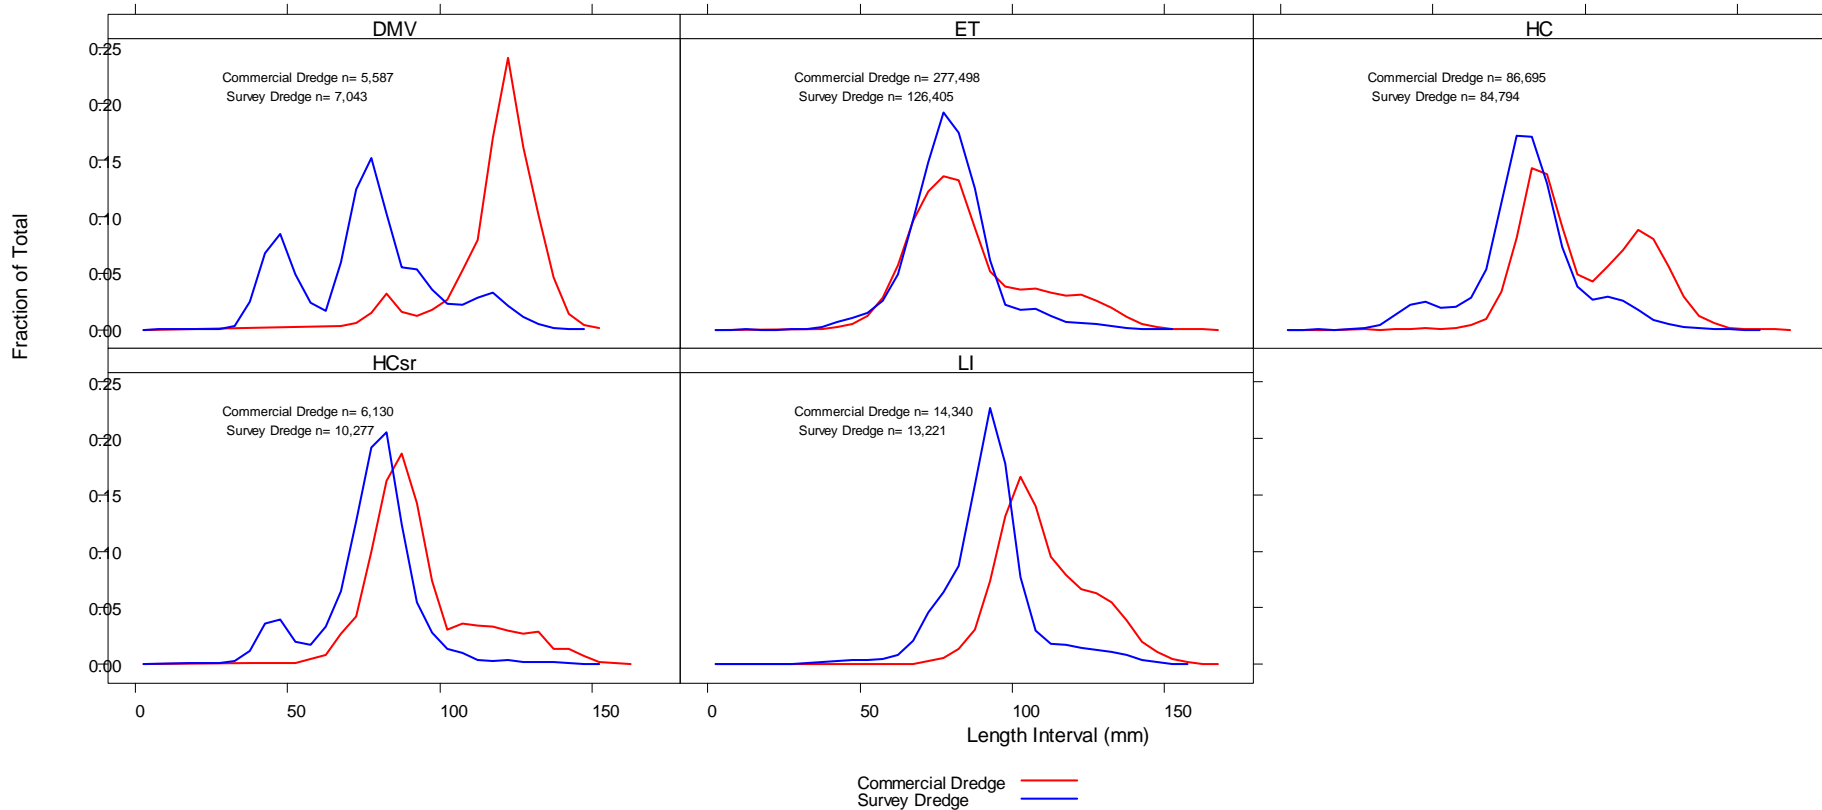 DMV
ET
HC
0.25
0.20
0.15
0.10
0.05
0.00
Commercial Dredge n= 5,587
Survey Dredge n= 7,043
Commercial Dredge n= 277,498
Survey Dredge n= 126,405
Commercial Dredge n= 86,695
Survey Dredge n= 84,794
Fraction of Total
HCsr
LI
0.25
0.20
0.15
0.10
0.05
0.00
Commercial Dredge n= 6,130
Survey Dredge n= 10,277
Commercial Dredge n= 14,340
Survey Dredge n= 13,221
0 50 100 150
0 50 100 150
Length Interval (mm)
Commercial Dredge
Survey Dredge